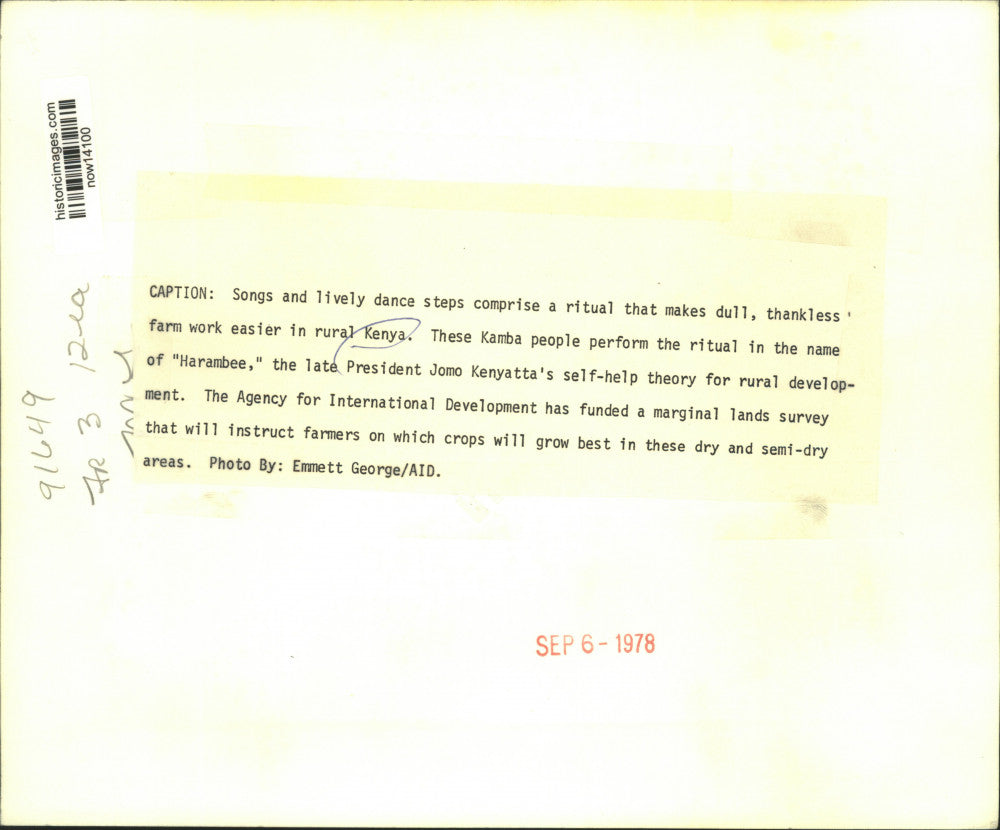 historicimages.com
now14100
CAPTION: Songs and lively dance steps comprise a ritual that makes dull, thankless
farm work easier in rural Kenya. These Kamba people perform the ritual in the name
of "Harambee," the late President Jomo Kenyatta's self-help theory for rural develop-
ment. The Agency for International Development has funded a marginal lands survey
that will instruct farmers on which crops will grow best in these dry and semi-dry
areas. Photo By: Emmett George/AID.
91649
3
SEP 6 - 1978